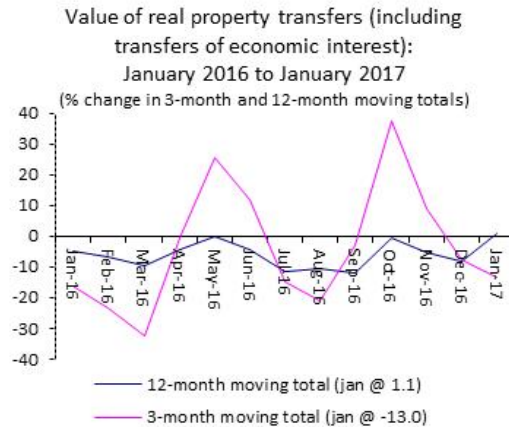 Value of real property transfers (including
transfers of economic interest):
January 2016 to January 2017
(% change in 3-month and 12-month moving totals)
40
30
20
10
0
-10
-20
-30
-40
Jan-16
Feb-16
Mar-16
Apr-16
May-16
Jun-16
Jul-16
Aug-16
Sep-16
Oct-16
Nov-16
Dec-16
Jan-17
12-month moving total (jan @ 1.1)
3-month moving total (jan @ -13.0)